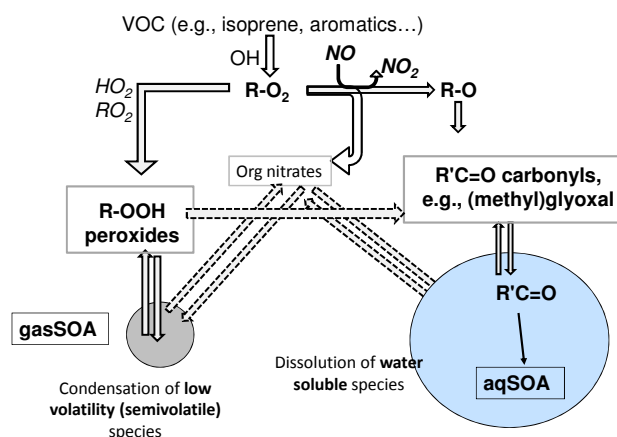 VOC (e.g., isoprene, aromatics…)
OH
NO
NO2
HO2
RO2
R-O2
R-O
Org nitrates
R-OOH
peroxides
R'C=O carbonyls,
e.g., (methyl)glyoxal
R'C=O
gasSOA
aqSOA
Dissolution of water
soluble species
Condensation of low
volatility (semivolatile)
species